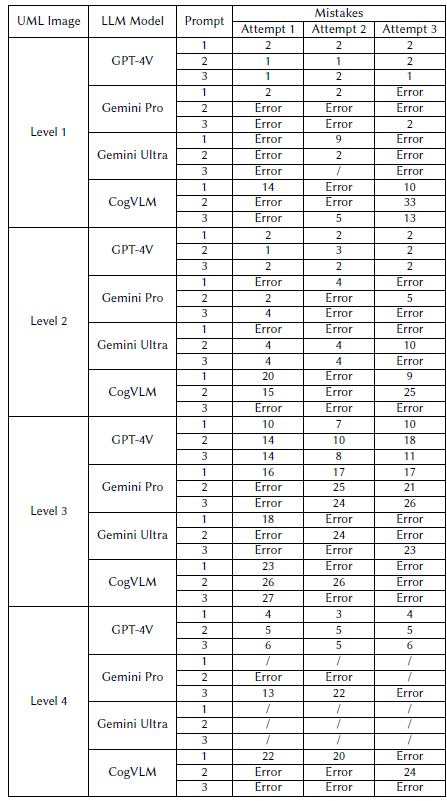 UML Image LLM Model Prompt Mistakes
Attempt 1 Attempt 2 Attempt 3
Level 1 GPT-4V 1 2 2 2
2 1 1 2
3 1 2 1
Gemini Pro 1 2 2 Error
2 Error Error Error
3 Error Error 2
Gemini Ultra 1 Error 9 Error
2 Error 2 Error
3 Error / Error
CogVLM 1 14 Error 10
2 Error Error 33
3 Error 5 13
Level 2 GPT-4V 1 2 2 2
2 1 3 2
3 2 2 2
Gemini Pro 1 Error 4 Error
2 2 Error 5
3 4 Error Error
Gemini Ultra 1 Error Error Error
2 4 4 10
3 4 4 Error
CogVLM 1 20 Error 9
2 15 Error 25
3 Error Error Error
Level 3 GPT-4V 1 10 7 10
2 14 10 18
3 14 8 11
Gemini Pro 1 16 17 17
2 Error 25 21
3 Error 24 26
Gemini Ultra 1 18 Error Error
2 Error 24 Error
3 Error Error 23
CogVLM 1 23 Error Error
2 26 26 Error
3 27 Error Error
Level 4 GPT-4V 1 4 3 4
2 5 5 5
3 6 5 6
Gemini Pro 1 / / /
2 Error Error /
3 13 22 Error
Gemini Ultra 1 / / /
2 / / /
3 / / /
CogVLM 1 22 20 Error
2 Error Error 24
3 Error Error Error